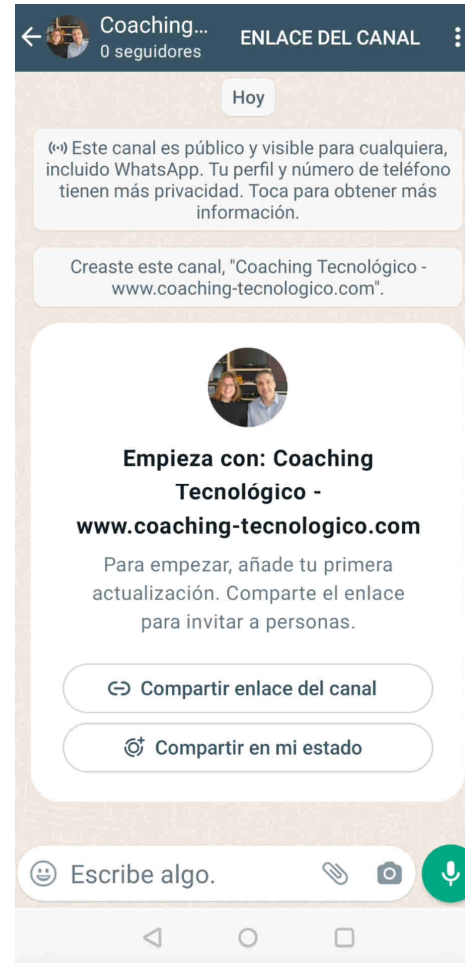 Coaching...
0 seguidores
ENLACE DEL CANAL
Hoy
Este canal es público y visible para cualquiera,
incluido WhatsApp. Tu perfil y número de teléfono
tienen más privacidad. Toca para obtener más
información.
Creaste este canal, "Coaching Tecnológico -
www.coaching-tecnologico.com".
Empieza con: Coaching
Tecnológico -
www.coaching-tecnologico.com
Para empezar, añade tu primera
actualización. Comparte el enlace
para invitar a personas.
Compartir enlace del canal
Compartir en mi estado
Escribe algo.